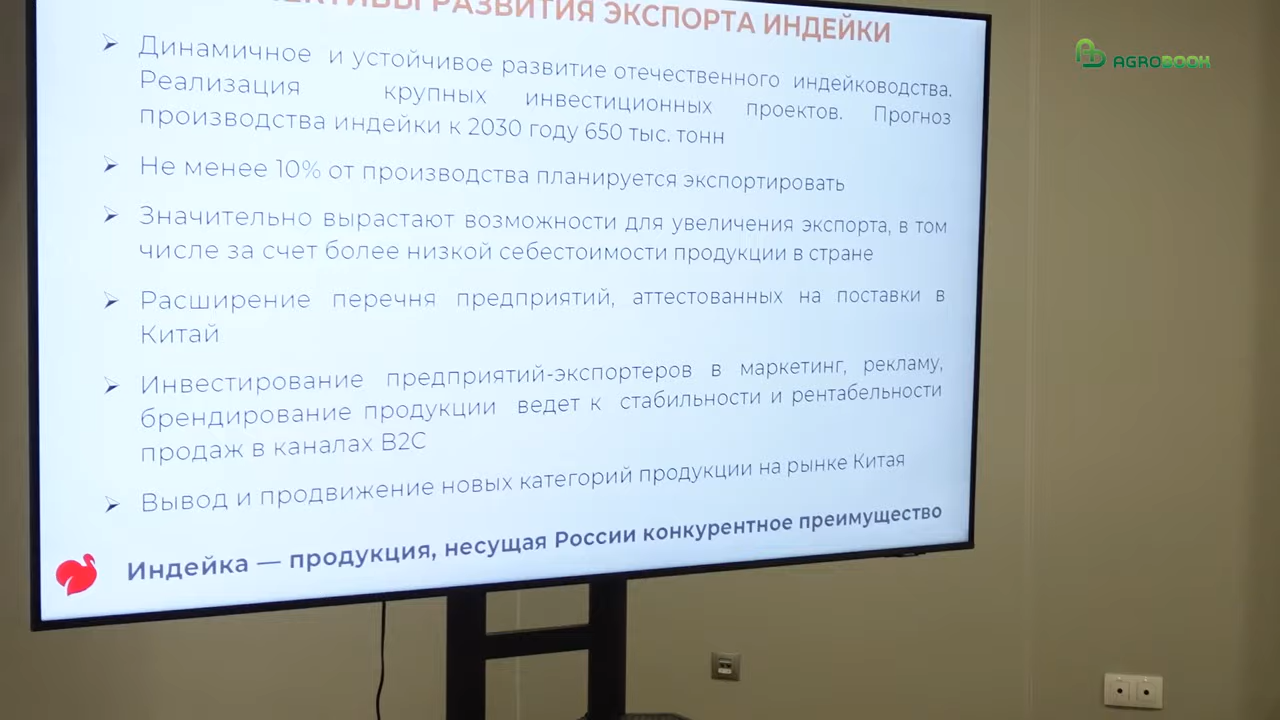 РАЗВИТИЯ ЭКСПОРТА ИНДЕЙКИ
AGROBOOK
➢ Динамичное и устойчивое развитие отечественного индейководства.
Реализация крупных инвестиционных проектов. Прогноз
производства индейки к 2030 году 650 тыс. тонн
➢ Не менее 10% от производства планируется экспортировать
➢ Значительно вырастают возможности для увеличения экспорта, в том
числе за счет более низкой себестоимости продукции в стране
➢ Расширение перечня предприятий, аттестованных на поставки в
Китай
➢ Инвестирование предприятий-экспортеров в маркетинг, рекламу,
брендирование продукции ведет к стабильности и рентабельности
продаж в каналах B2C
➢ Вывод и продвижение новых категорий продукции на рынке Китая
Индейка — продукция, несущая России конкурентное преимущество